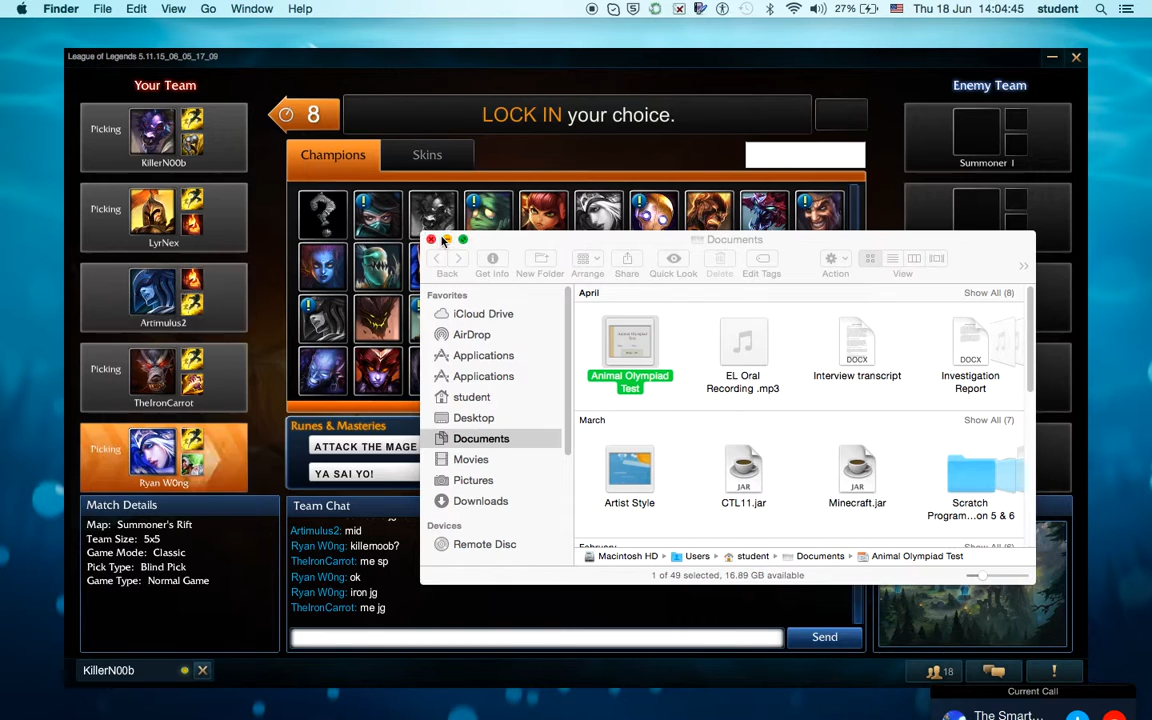 Finder File Edit View Go Window Help
27% Thu 18 Jun 14:04:45 student
League of Legends 5.11.15_06_05_17_09
Your Team
Picking
KillerN00b
Picking
LyrNex
Picking
Artimulus2
Picking
TheIronCarrot
Picking
Ryan W0ng
8
LOCK IN your choice.
Champions Skins
Enemy Team
Summoner 1
Runes & Masteries
ATTACK THE MAGE
YA SAI YO!
Documents
Back Get Info New Folder Arrange Share Quick Look Delete Edit Tags Action View
Favorites
iCloud Drive
AirDrop
Applications
Applications
student
Desktop
Documents
Movies
Pictures
Downloads
Devices
Remote Disc
April Show All (8)
Animal Olympiad
Test
EL Oral
Recording .mp3
DOCX
Interview transcript
DOCX
Investigation
Report
March Show All (7)
Artist Style
JAR
CTL11.jar
JAR
Minecraft.jar
Scratch
Program...on 5 & 6
Macintosh HD Users student Documents Animal Olympiad Test
1 of 49 selected, 16.89 GB available
Match Details
Map: Summoner's Rift
Team Size: 5x5
Game Mode: Classic
Pick Type: Blind Pick
Game Type: Normal Game
Team Chat
Artimulus2: mid
Ryan W0ng: killernoob?
TheIronCarrot: me sp
Ryan W0ng: ok
Ryan W0ng: iron jg
TheIronCarrot: me jg
Send
KillerN00b
18
Current Call
The Smart...